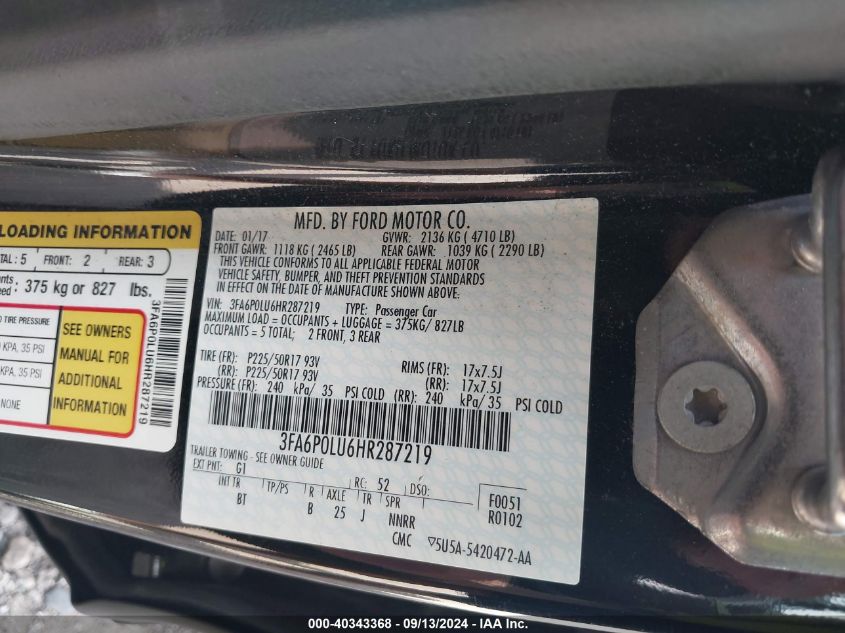 LOADING INFORMATION
TAL: 5 FRONT: 2 REAR: 3
375 kg or 827 lbs.
TIRE PRESSURE
KPA, 35 PSI
KPA, 35 PSI
NONE
SEE OWNERS
MANUAL FOR
ADDITIONAL
INFORMATION
3FA6P0LU6HR287219
MFD. BY FORD MOTOR CO.
DATE: 01/17 GVWR: 2136 KG ( 4710 LB)
FRONT GAWR: 1118 KG ( 2465 LB) REAR GAWR: 1039 KG ( 2290 LB)
THIS VEHICLE CONFORMS TO ALL APPLICABLE FEDERAL MOTOR
VEHICLE SAFETY, BUMPER, AND THEFT PREVENTION STANDARDS
IN EFFECT ON THE DATE OF MANUFACTURE SHOWN ABOVE.
VIN: 3FA6P0LU6HR287219 TYPE: Passenger Car
MAXIMUM LOAD = OCCUPANTS + LUGGAGE = 375KG/ 827LB
OCCUPANTS = 5 TOTAL; 2 FRONT, 3 REAR
TIRE (FR): P225/50R17 93V RIMS (FR): 17x7.5J
(RR): P225/50R17 93V (RR): 17x7.5J
PRESSURE (FR): 240 kPa/ 35 PSI COLD (RR): 240 kPa/ 35 PSI COLD
3FA6P0LU6HR287219
TRAILER TOWING - SEE OWNER GUIDE
EXT PNT: G1 RC: 52 DSO:
INT TR TP/PS R AXLE TR SPR F0051
BT B 25 J NNRR R0102
CMC 5U5A-5420472-AA
000-40343368 - 09/13/2024 - IAA Inc.